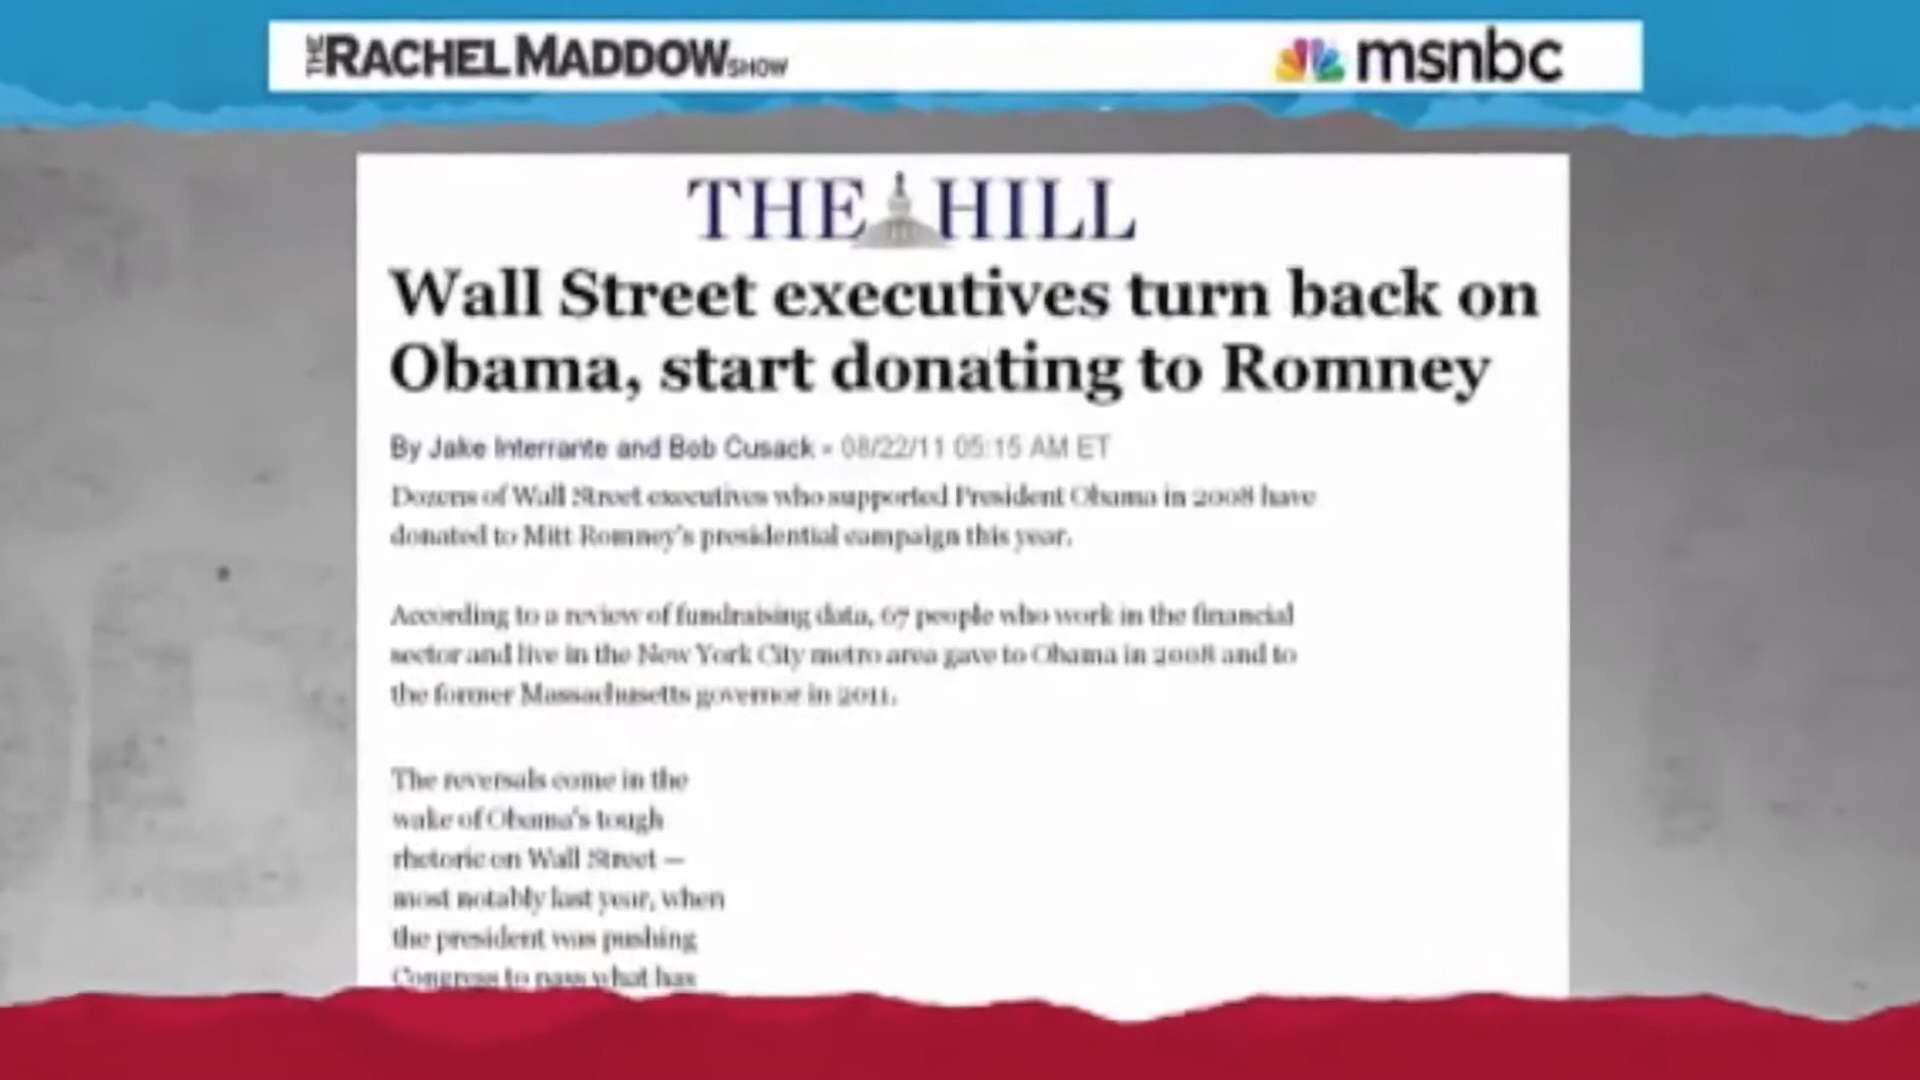 THE RACHEL MADDOW SHOW
msnbc
THE HILL
Wall Street executives turn back on
Obama, start donating to Romney
By Jake Interrante and Bob Cusack - 08/22/11 05:15 AM ET
Dozens of Wall Street executives who supported President Obama in 2008 have
donated to Mitt Romney's presidential campaign this year.
According to a review of fundraising data, 67 people who work in the financial
sector and live in the New York City metro area gave to Obama in 2008 and to
the former Massachusetts governor in 2011.
The reversals come in the
wake of Obama's tough
rhetoric on Wall Street —
most notably last year, when
the president was pushing
Congress to pass what has